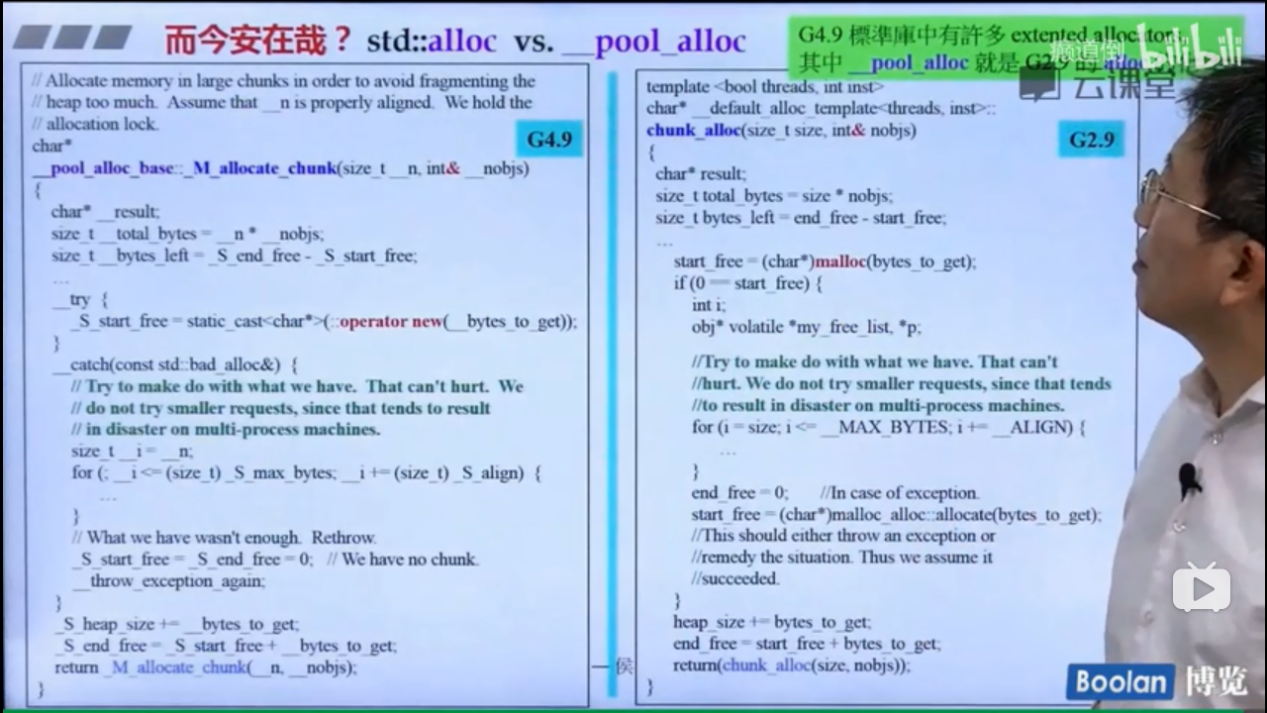 而今安在哉？ std::alloc vs. __pool_alloc
G4.9 標準庫中有許多 extented allocators,
其中 __pool_alloc 就是 G2.9 的 alloc
癫道倒 bilibili
云课堂
// Allocate memory in large chunks in order to avoid fragmenting the
// heap too much. Assume that __n is properly aligned. We hold the
// allocation lock.
G4.9
char*
__pool_alloc_base::_M_allocate_chunk(size_t __n, int& __nobjs)
{
char* __result;
size_t __total_bytes = __n * __nobjs;
size_t __bytes_left = _S_end_free - _S_start_free;
...
__try {
_S_start_free = static_cast<char*>(::operator new(__bytes_to_get));
}
__catch(const std::bad_alloc&) {
// Try to make do with what we have. That can't hurt. We
// do not try smaller requests, since that tends to result
// in disaster on multi-process machines.
size_t __i = __n;
for (; __i <= (size_t) _S_max_bytes; __i += (size_t) _S_align) {
...
}
// What we have wasn't enough. Rethrow.
_S_start_free = _S_end_free = 0; // We have no chunk.
__throw_exception_again;
}
_S_heap_size += __bytes_to_get;
_S_end_free = _S_start_free + __bytes_to_get;
return _M_allocate_chunk(__n, __nobjs);
}
template <bool threads, int inst>
char* __default_alloc_template<threads, inst>::
chunk_alloc(size_t size, int& nobjs)
G2.9
{
char* result;
size_t total_bytes = size * nobjs;
size_t bytes_left = end_free - start_free;
...
start_free = (char*)malloc(bytes_to_get);
if (0 == start_free) {
int i;
obj* volatile *my_free_list, *p;
//Try to make do with what we have. That can't
//hurt. We do not try smaller requests, since that tends
//to result in disaster on multi-process machines.
for (i = size; i <= __MAX_BYTES; i += __ALIGN) {
...
}
end_free = 0; //In case of exception.
start_free = (char*)malloc_alloc::allocate(bytes_to_get);
//This should either throw an exception or
//remedy the situation. Thus we assume it
//succeeded.
}
heap_size += bytes_to_get;
end_free = start_free + bytes_to_get;
return(chunk_alloc(size, nobjs));
}
—侯
Boolan 博览